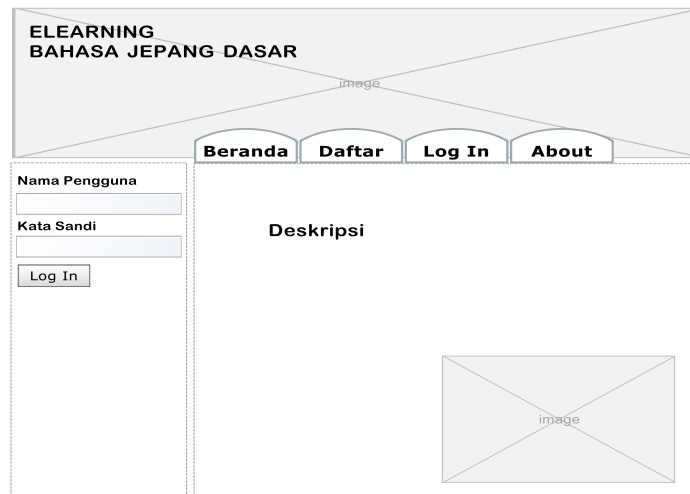 ELEARNING
BAHASA JEPANG DASAR
image
Beranda
Daftar
Log In
About
Nama Pengguna
Kata Sandi
Log In
Deskripsi
image